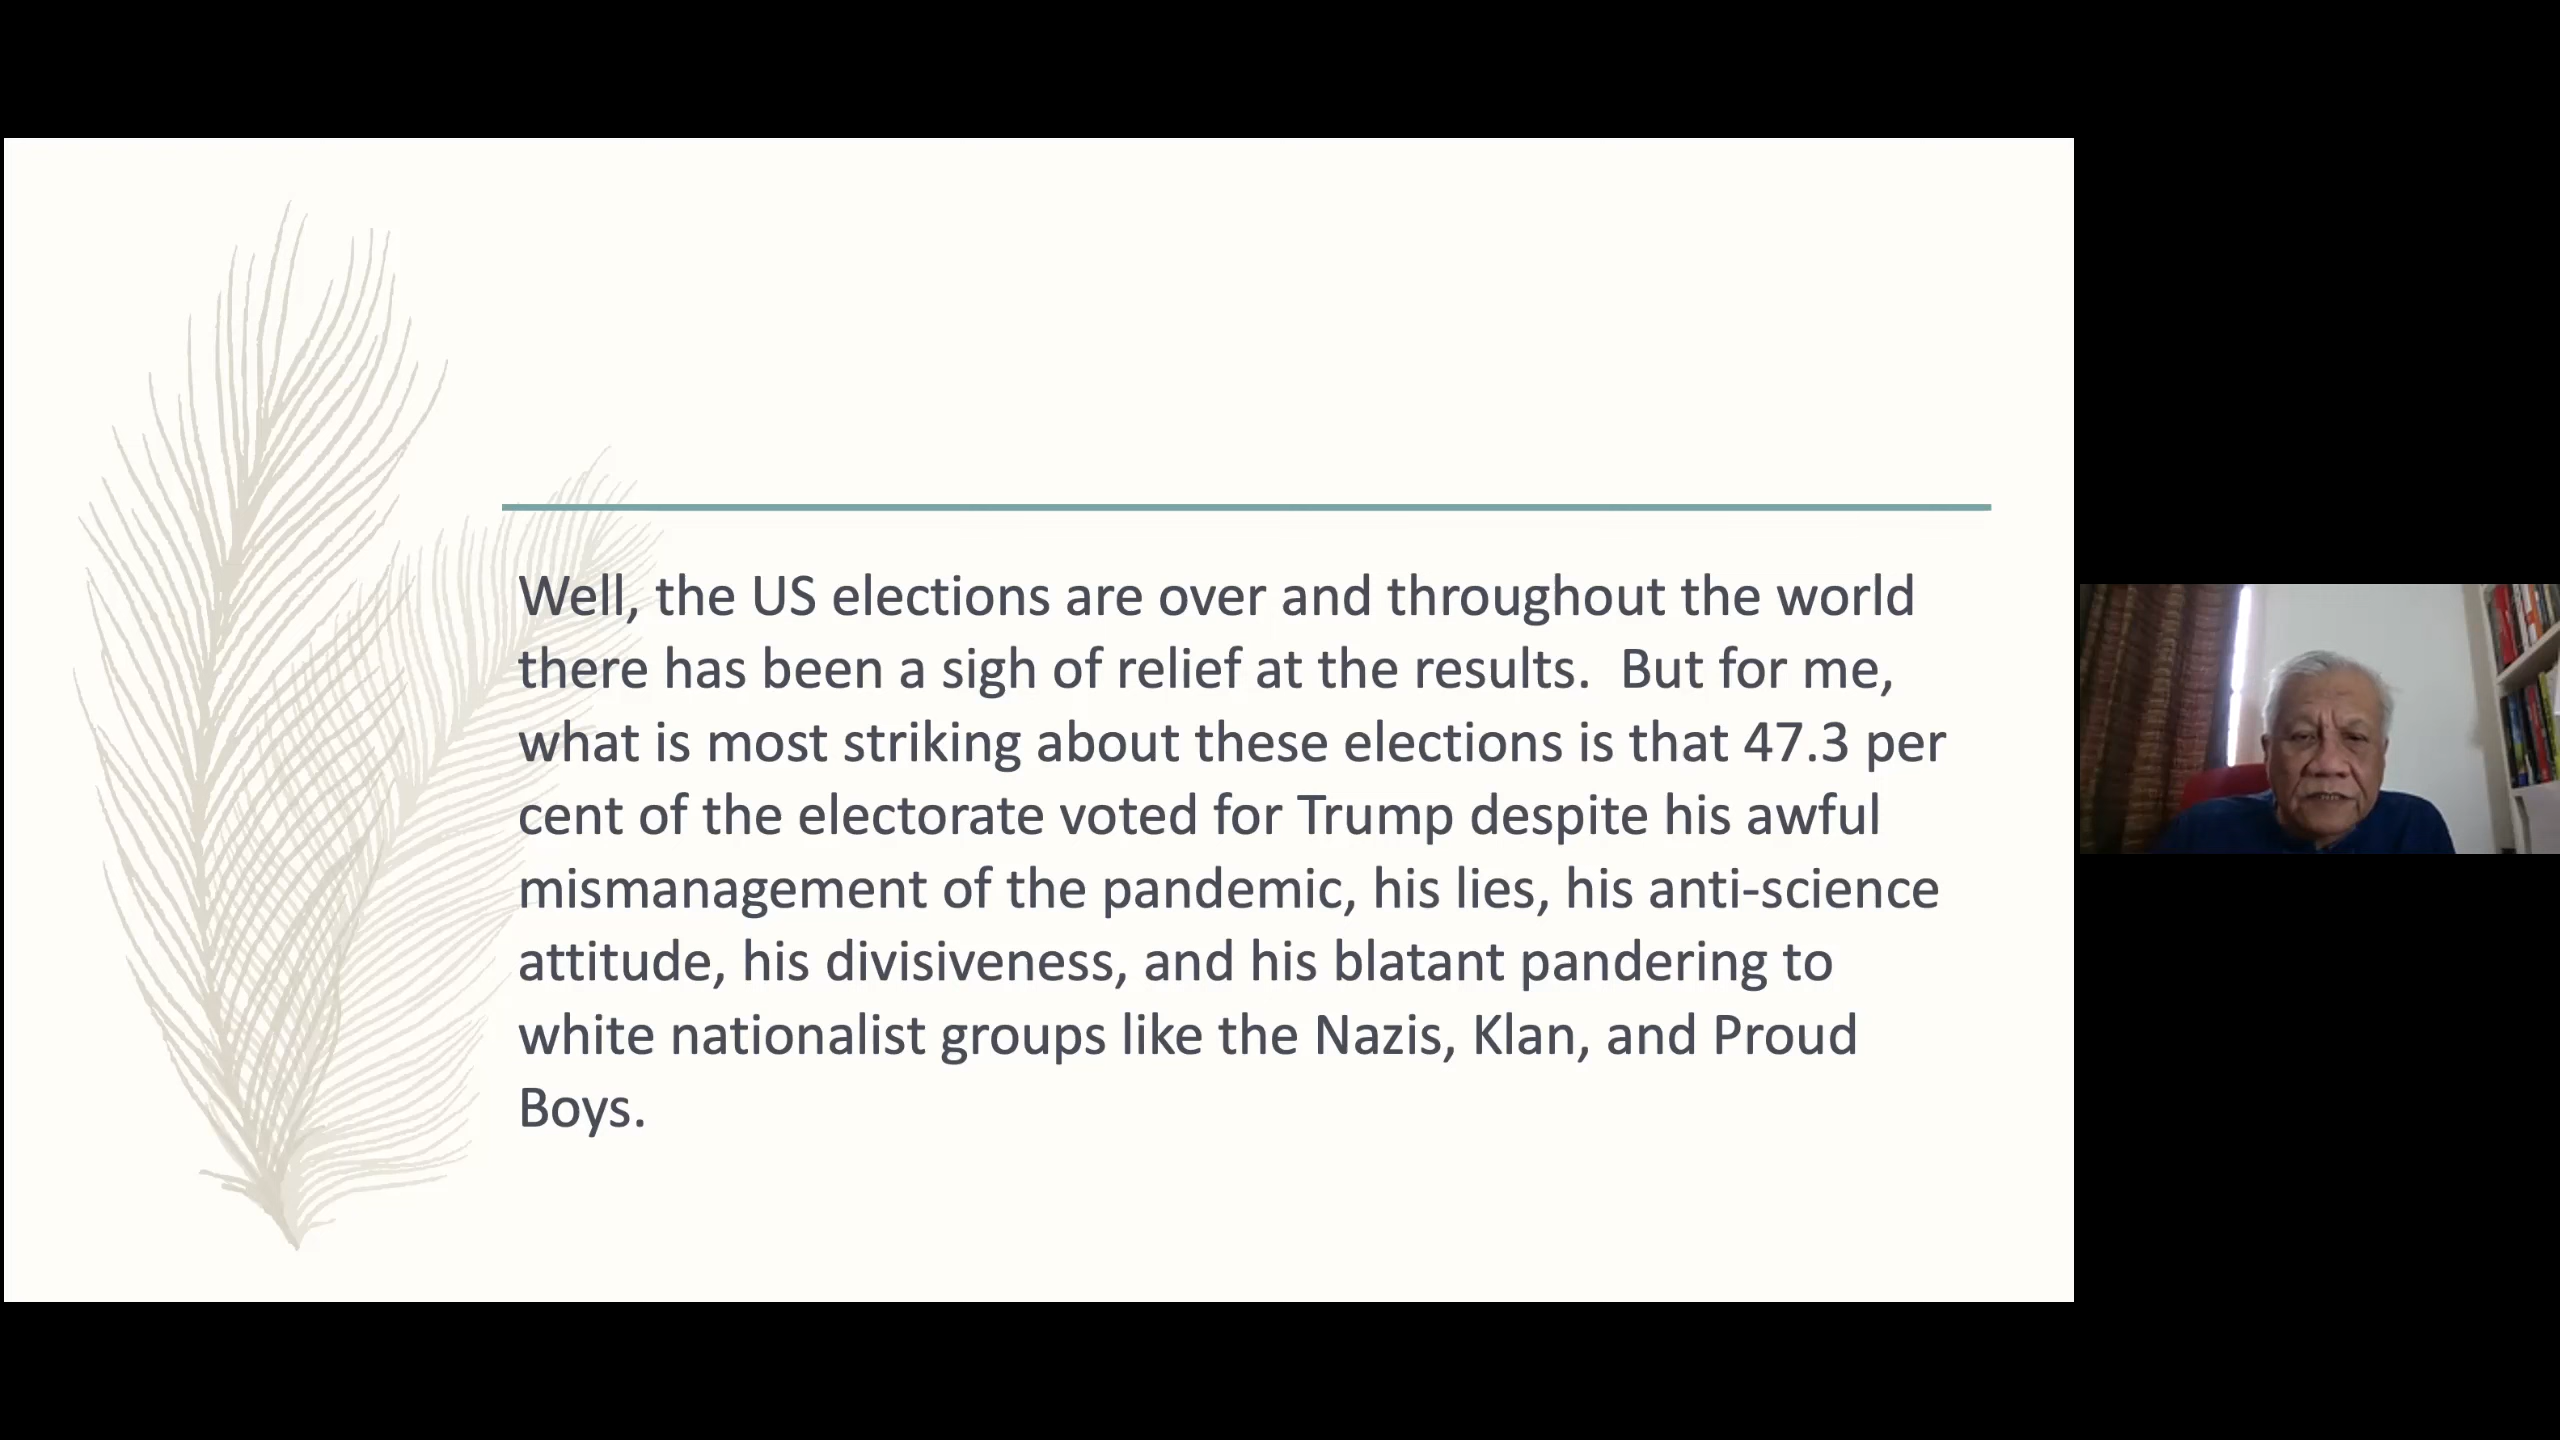 Well, the US elections are over and throughout the world
there has been a sigh of relief at the results.  But for me,
what is most striking about these elections is that 47.3 per
cent of the electorate voted for Trump despite his awful
mismanagement of the pandemic, his lies, his anti-science
attitude, his divisiveness, and his blatant pandering to
white nationalist groups like the Nazis, Klan, and Proud
Boys.